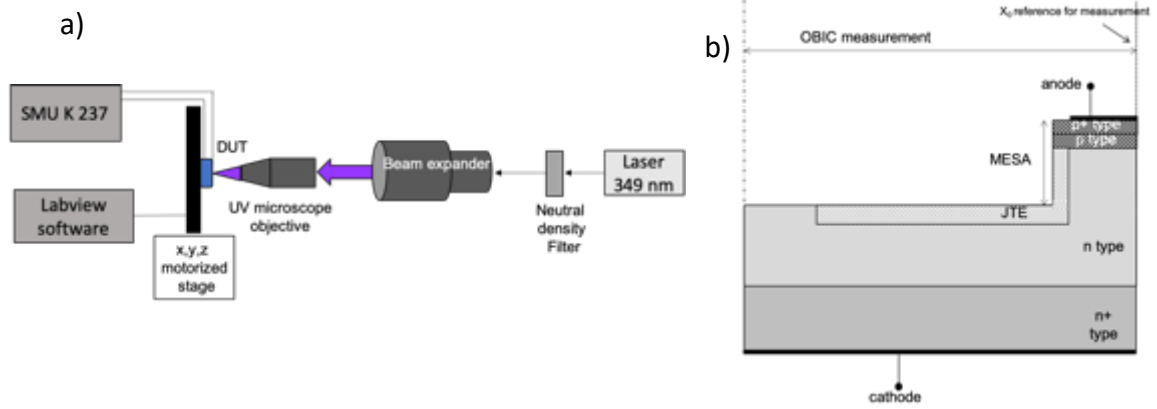 a)
SMU K 237
DUT
Beam expander
Laser
349 nm
Labview
software
UV microscope
objective
Neutral
density
Filter
x,y,z
motorized
stage
b)
X₀ reference for measurement
OBIC measurement
anode
p+ type
p type
MESA
JTE
n type
n+
type
cathode